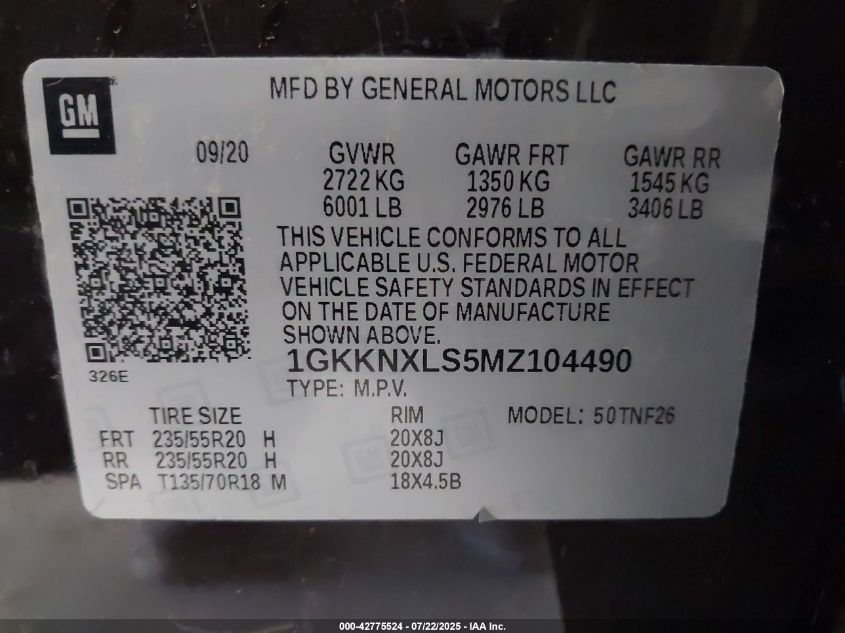 MFD BY GENERAL MOTORS LLC
GM
09/20 GVWR GAWR FRT GAWR RR
2722 KG 1350 KG 1545 KG
6001 LB 2976 LB 3406 LB
THIS VEHICLE CONFORMS TO ALL
APPLICABLE U.S. FEDERAL MOTOR
VEHICLE SAFETY STANDARDS IN EFFECT
ON THE DATE OF MANUFACTURE
SHOWN ABOVE.
1GKKNXLS5MZ104490
326E
TYPE: M.P.V.
TIRE SIZE RIM MODEL: 50TNF26
FRT 235/55R20 H 20X8J
RR 235/55R20 H 20X8J
SPA T135/70R18 M 18X4.5B
000-42775524 - 07/22/2025 - IAA Inc.